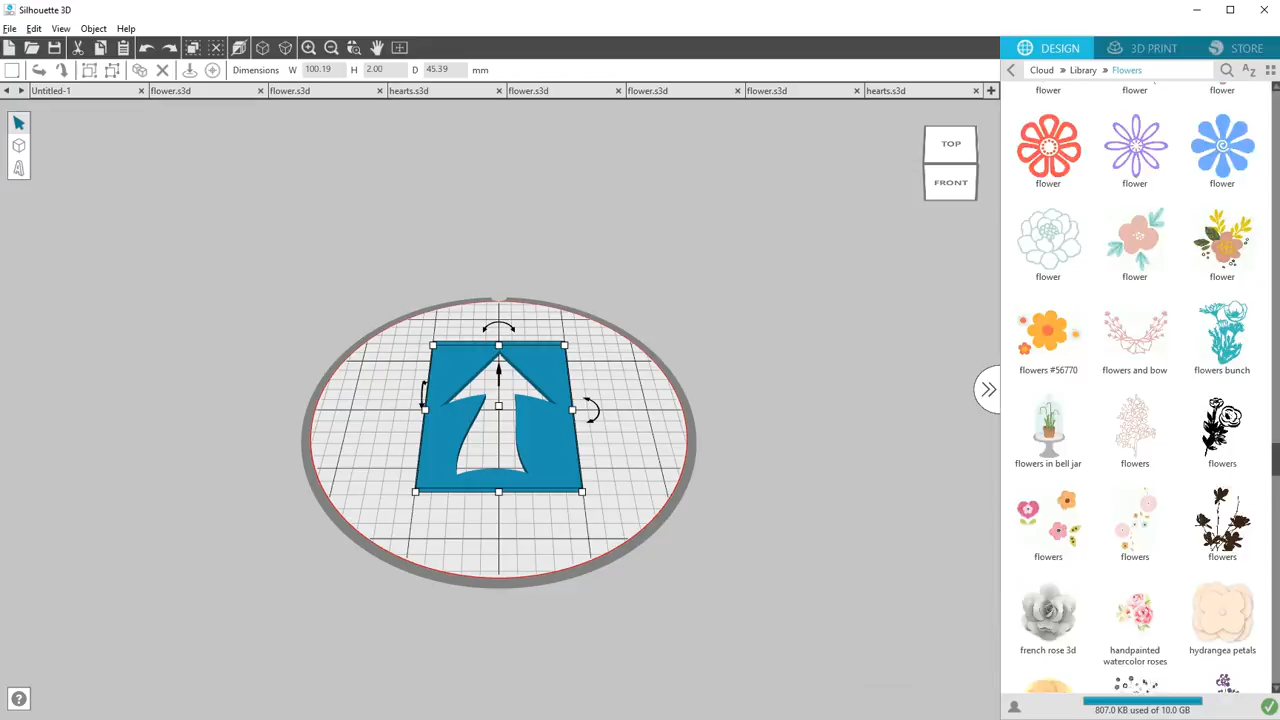 Silhouette 3D
File Edit View Object Help
DESIGN 3D PRINT STORE
Dimensions W 100.19 H 2.00 D 45.39 mm
Cloud » Library » Flowers
Untitled-1 flower.s3d flower.s3d hearts.s3d flower.s3d flower.s3d flower.s3d hearts.s3d
flower flower flower
TOP
FRONT
flower flower flower
flower flower flower
flowers #56770 flowers and bow flowers bunch
flowers in bell jar flowers flowers
flowers flowers flowers
french rose 3d handpainted watercolor roses hydrangea petals
807.0 KB used of 10.0 GB